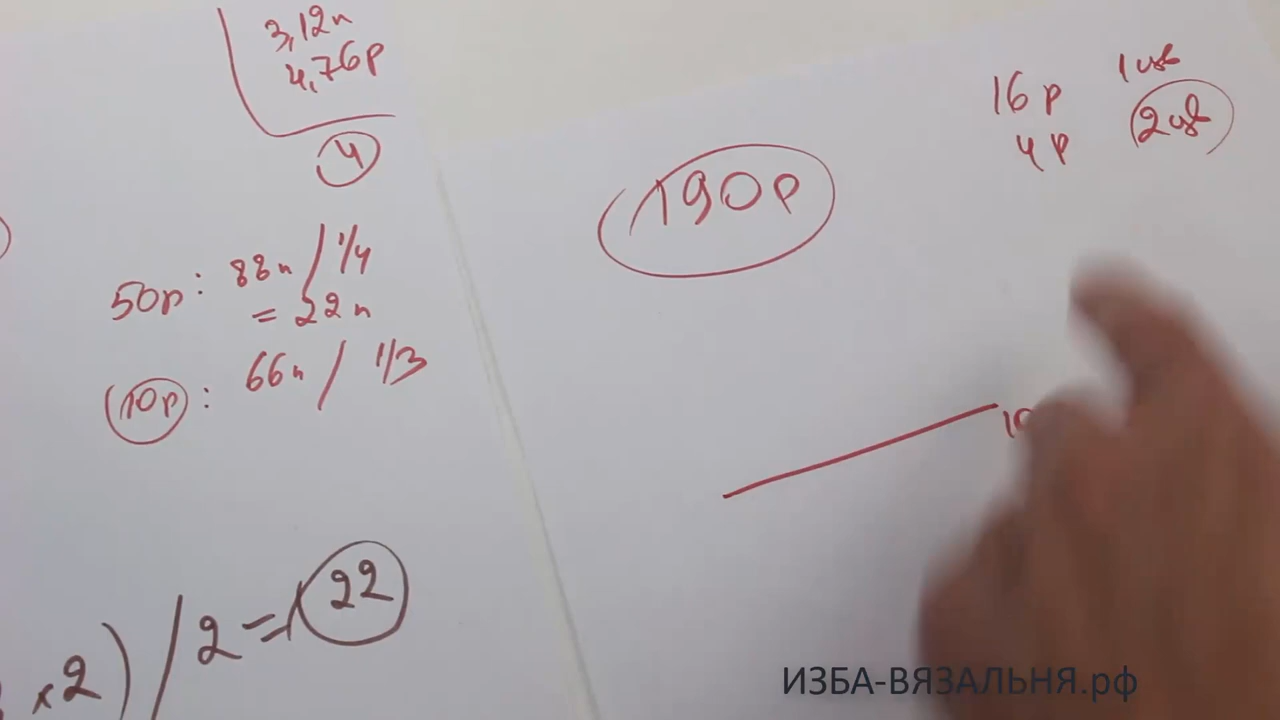 3,12п
4,76р
4
50р: 88п / 1/4
= 22п
10р: 66п / 1/3
×2) / 2 = 22
16р 1цв
4р 2цв
190р
ИЗБА-ВЯЗАЛЬНЯ.рф